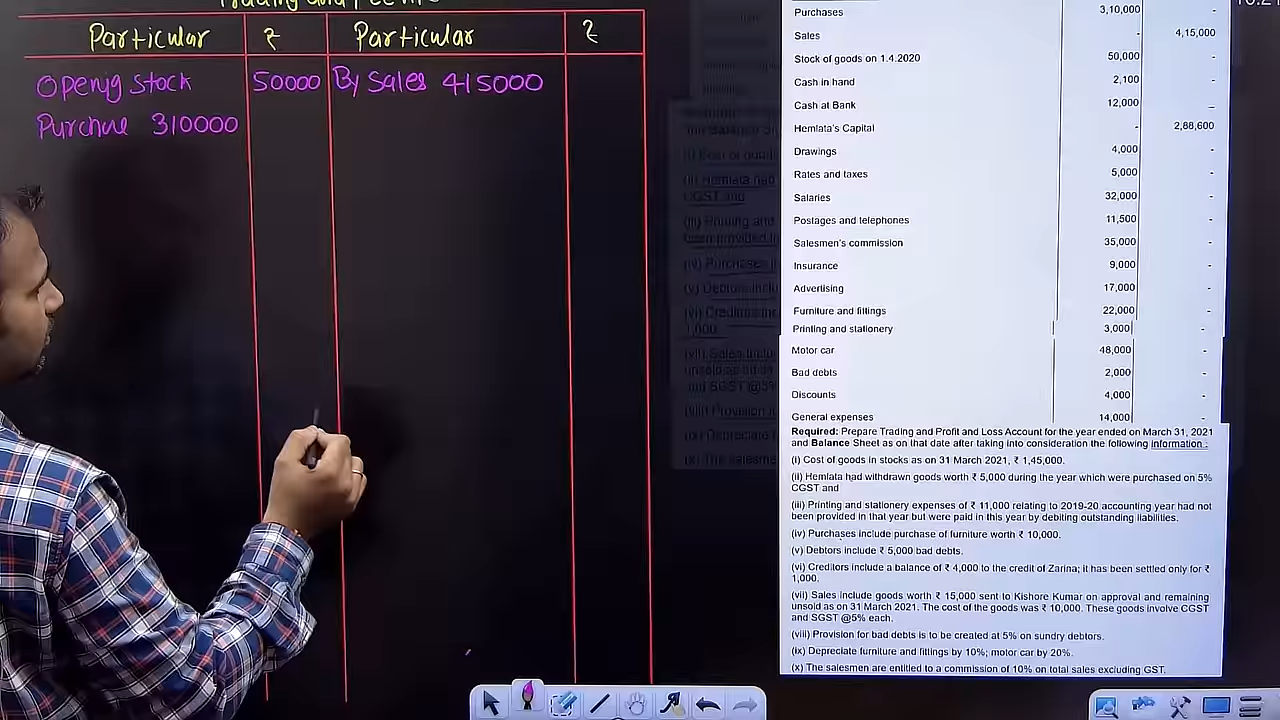 Particular ₹ Particular ₹
Openig stock 50000 By Sales 415000
Purchase 310000
Purchases 3,10,000 -
Sales - 4,15,000
Stock of goods on 1.4.2020 50,000 -
Cash in hand 2,100 -
Cash at Bank 12,000 _
Hemlata's Capital - 2,88,600
Drawings 4,000 -
Rates and taxes 5,000 -
Salaries 32,000 -
Postages and telephones 11,500 -
Salesmen's commission 35,000 -
Insurance 9,000 -
Advertising 17,000 -
Furniture and fittings 22,000 -
Printing and stationery 3,000 -
Motor car 48,000 -
Bad debts 2,000 -
Discounts 4,000 -
General expenses 14,000 -
Required: Prepare Trading and Profit and Loss Account for the year ended on March 31, 2021
and Balance Sheet as on that date after taking into consideration the following information :
(i) Cost of goods in stocks as on 31 March 2021, ₹ 1,45,000.
(ii) Hemlata had withdrawn goods worth ₹ 5,000 during the year which were purchased on 5%
CGST and
(iii) Printing and stationery expenses of ₹ 11,000 relating to 2019-20 accounting year had not
been provided in that year but were paid in this year by debiting outstanding liabilities.
(iv) Purchases include purchase of furniture worth ₹ 10,000.
(v) Debtors include ₹ 5,000 bad debts.
(vi) Creditors include a balance of ₹ 4,000 to the credit of Zarina; it has been settled only for ₹
1,000.
(vii) Sales include goods worth ₹ 15,000 sent to Kishore Kumar on approval and remaining
unsold as on 31 March 2021. The cost of the goods was ₹ 10,000. These goods involve CGST
and SGST @5% each.
(viii) Provision for bad debts is to be created at 5% on sundry debtors.
(ix) Depreciate furniture and fittings by 10%; motor car by 20%.
(x) The salesmen are entitled to a commission of 10% on total sales excluding GST.